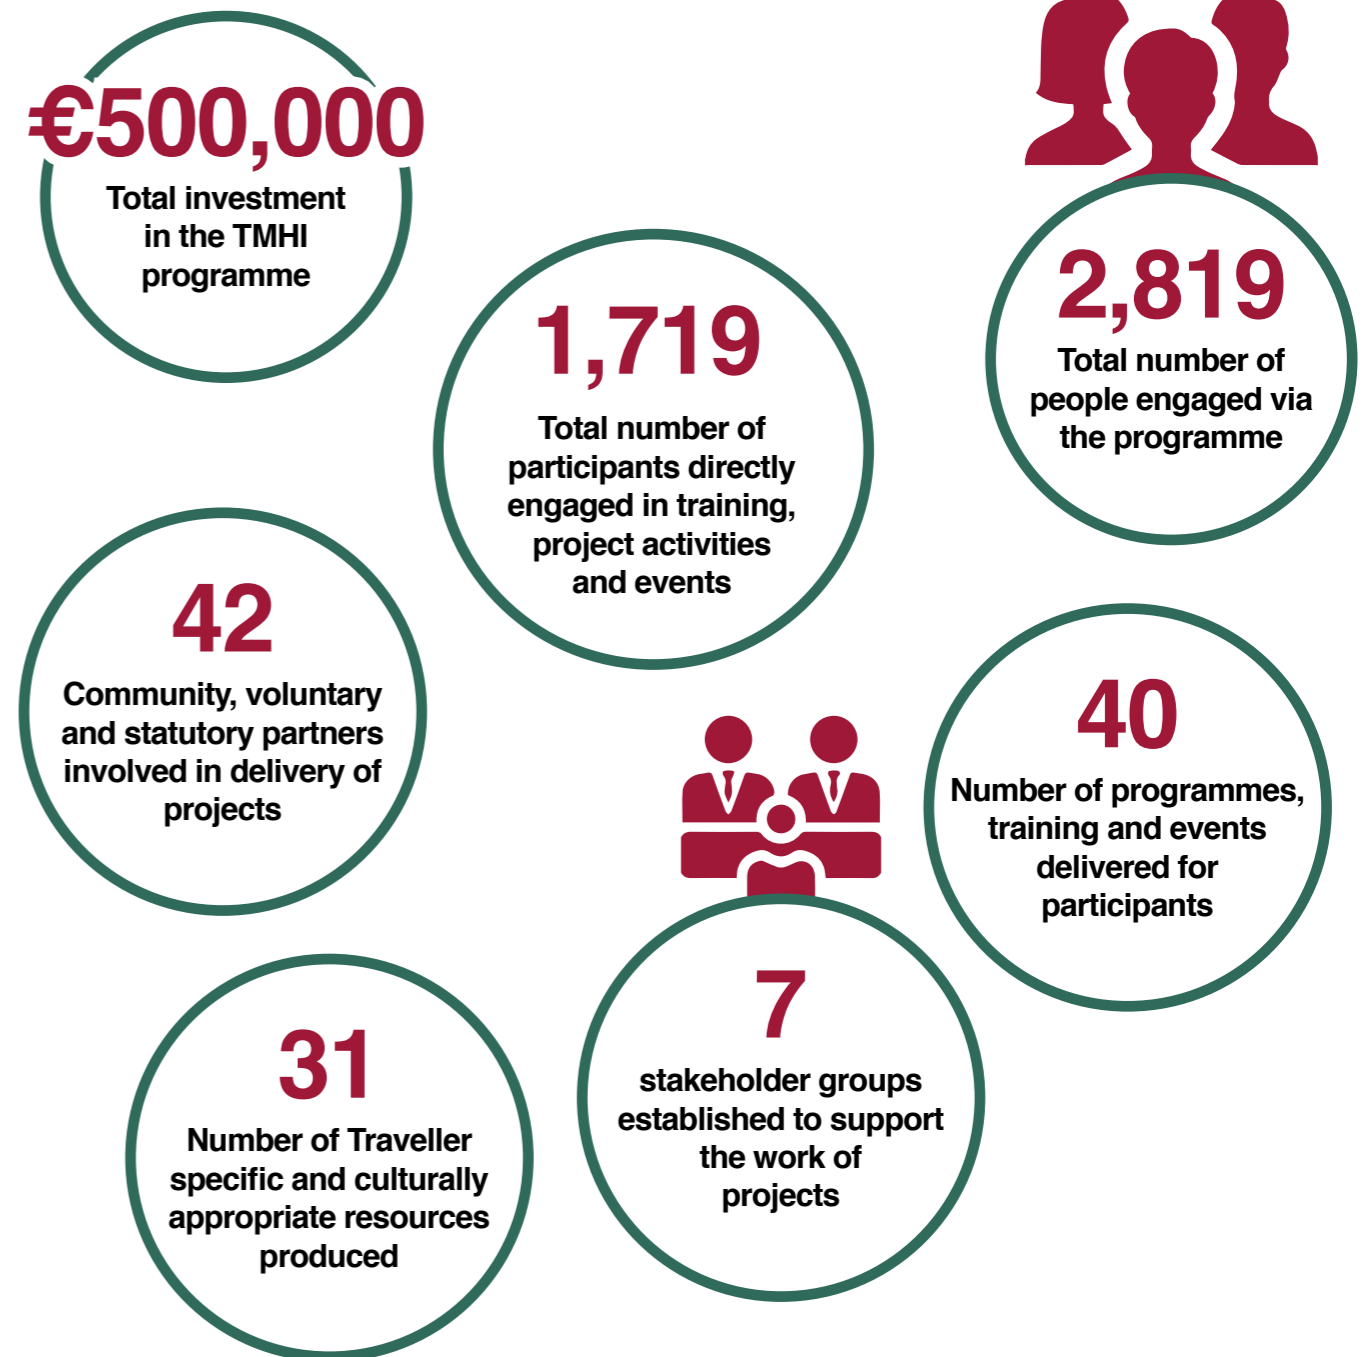 €500,000
Total investment
in the TMHI
programme
1,719
Total number of
participants directly
engaged in training,
project activities
and events
2,819
Total number of
people engaged via
the programme
42
Community, voluntary
and statutory partners
involved in delivery of
projects
40
Number of programmes,
training and events
delivered for
participants
31
Number of Traveller
specific and culturally
appropriate resources
produced
7
stakeholder groups
established to support
the work of
projects